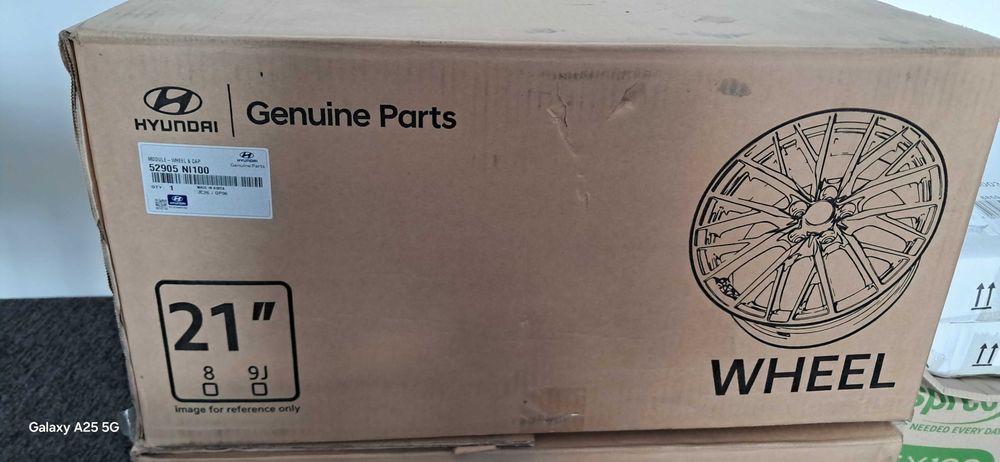 HYUNDAI
Genuine Parts
MODULE - WHEEL & CAP
52905 NI100
HYUNDAI
Genuine Parts
QTY. 1
MADE IN KOREA
21"
8 9J
image for reference only
WHEEL
NEEDED EVERY DA
Galaxy A25 5G